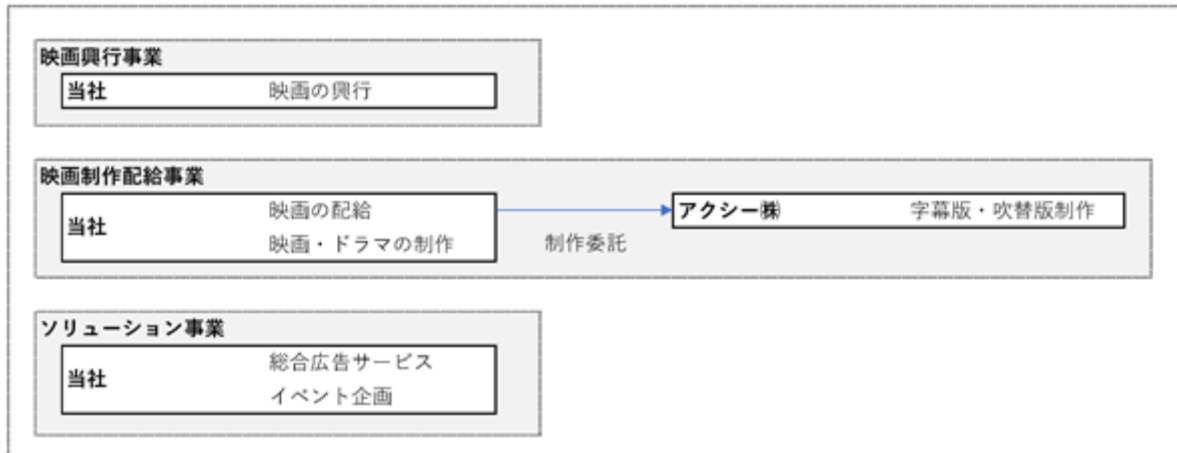 映画興行事業
当社 映画の興行
映画制作配給事業
当社 映画の配給
映画・ドラマの制作
制作委託
アクシー㈱ 字幕版・吹替版制作
ソリューション事業
当社 総合広告サービス
イベント企画